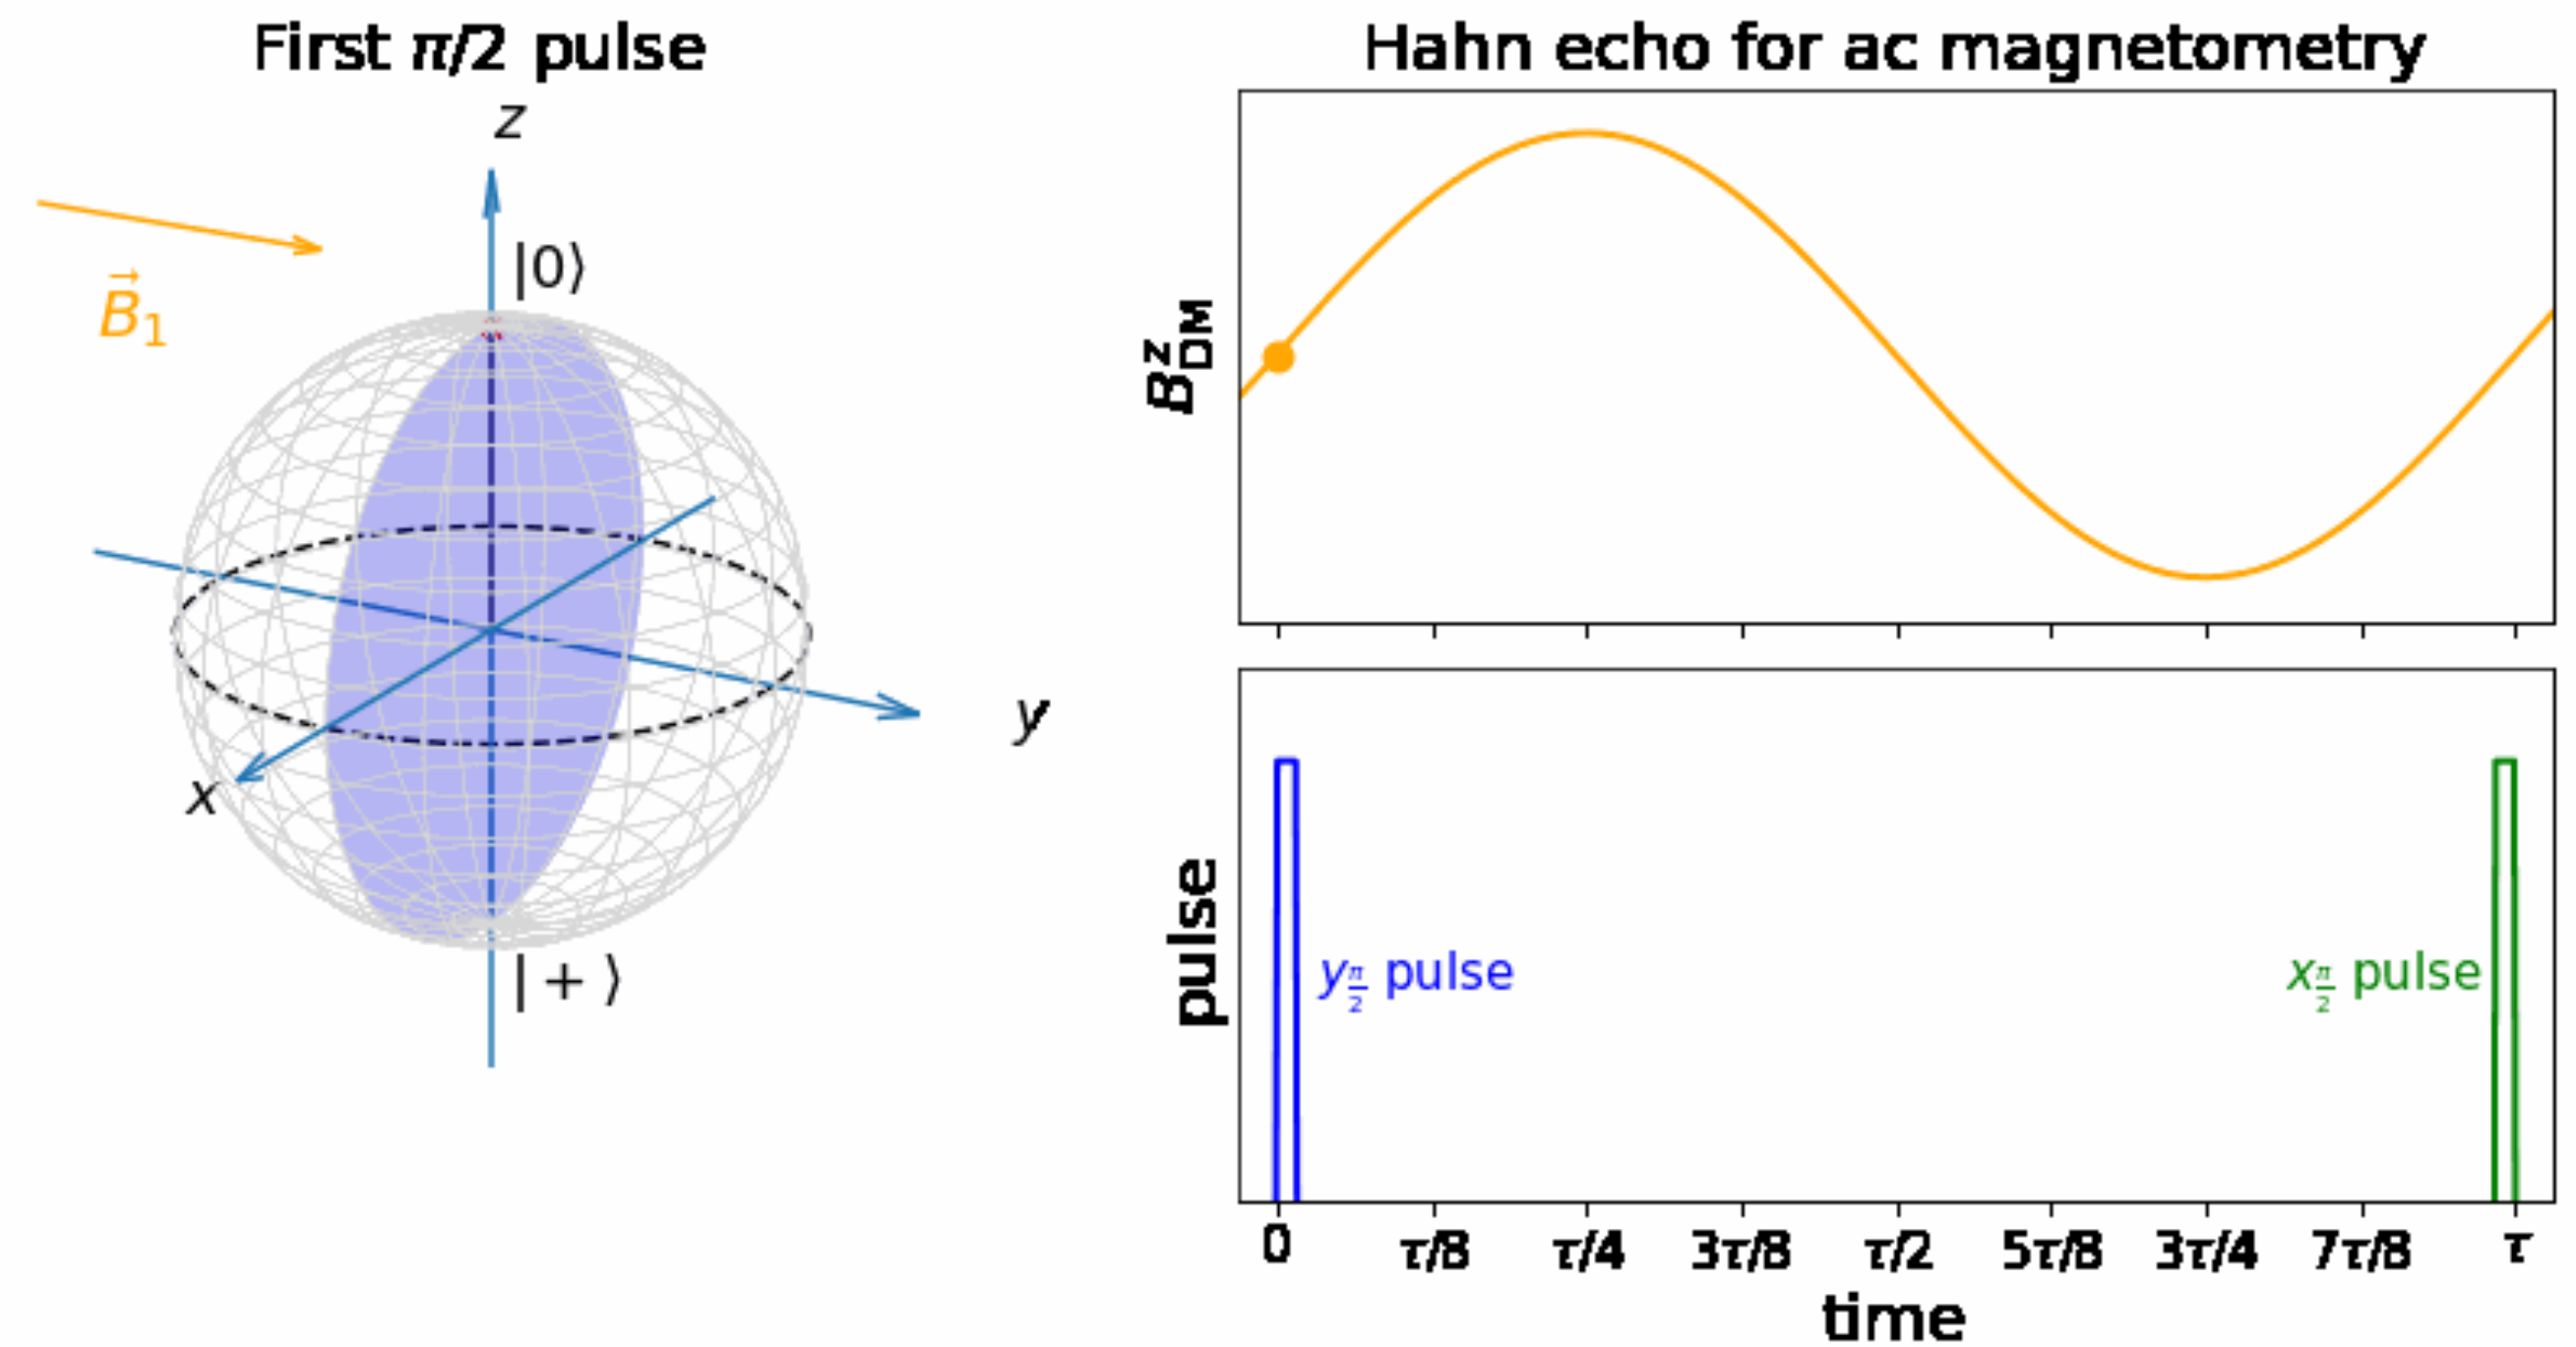 First π/2 pulse
z
|0⟩
B⃗₁
y
x
|+⟩
Hahn echo for ac magnetometry
Bᶻ_DM
pulse
y_π/2 pulse
x_π/2 pulse
0 τ/8 τ/4 3τ/8 τ/2 5τ/8 3τ/4 7τ/8 τ
time